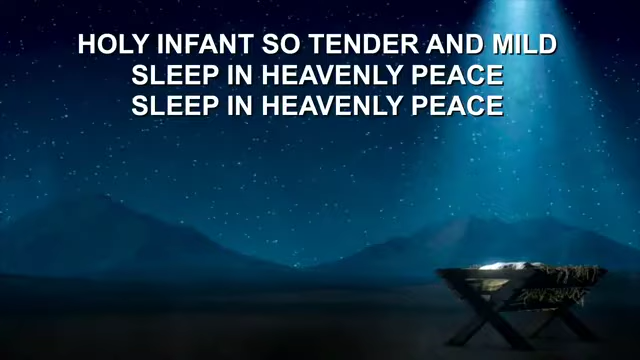 HOLY INFANT SO TENDER AND MILD
SLEEP IN HEAVENLY PEACE
SLEEP IN HEAVENLY PEACE